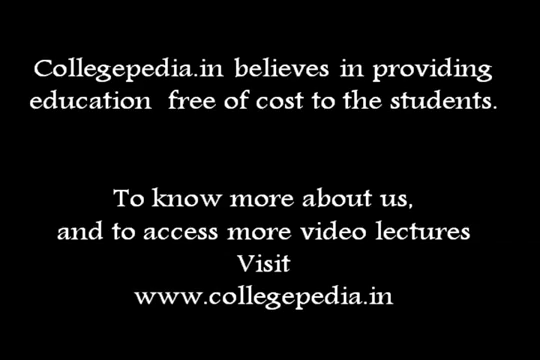 Collegepedia.in believes in providing
education free of cost to the students.
To know more about us,
and to access more video lectures
Visit
www.collegepedia.in